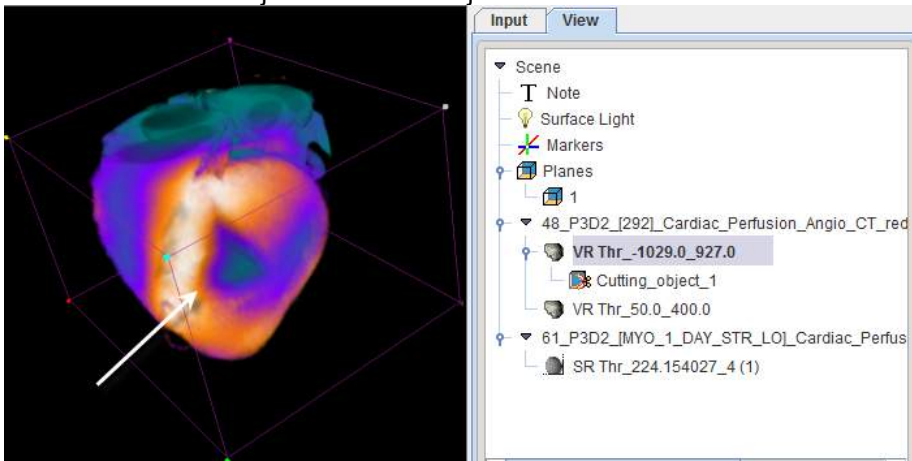 Input View
Scene
Note
Surface Light
Markers
Planes
1
48_P3D2_[292]_Cardiac_Perfusion_Angio_CT_red
VR Thr_-1029.0_927.0
Cutting_object_1
VR Thr_50.0_400.0
61_P3D2_[MYO_1_DAY_STR_LO]_Cardiac_Perfus
SR Thr_224.154027_4 (1)